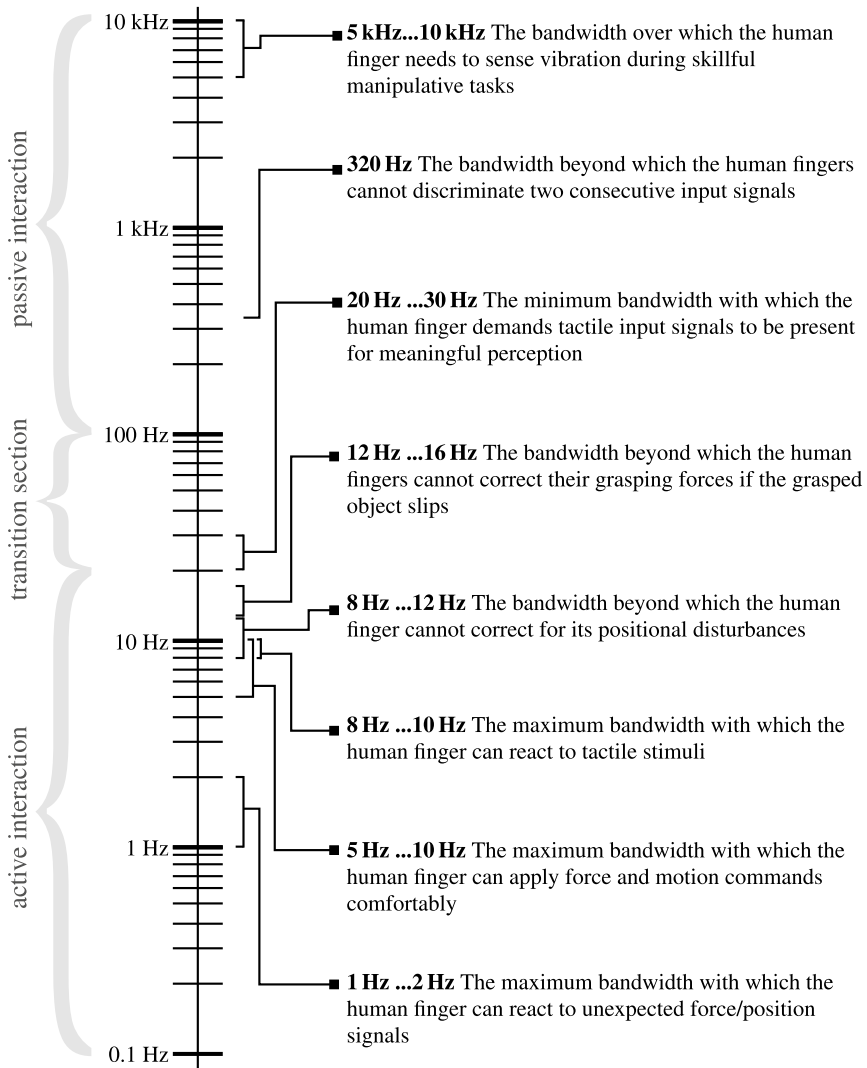 10 kHz
1 kHz
100 Hz
10 Hz
1 Hz
0.1 Hz
passive interaction
transition section
active interaction
5 kHz...10 kHz The bandwidth over which the human
finger needs to sense vibration during skillful
manipulative tasks
320 Hz The bandwidth beyond which the human fingers
cannot discriminate two consecutive input signals
20 Hz ...30 Hz The minimum bandwidth with which the
human finger demands tactile input signals to be present
for meaningful perception
12 Hz ...16 Hz The bandwidth beyond which the human
fingers cannot correct their grasping forces if the grasped
object slips
8 Hz ...12 Hz The bandwidth beyond which the human
finger cannot correct for its positional disturbances
8 Hz ...10 Hz The maximum bandwidth with which the
human finger can react to tactile stimuli
5 Hz ...10 Hz The maximum bandwidth with which the
human finger can apply force and motion commands
comfortably
1 Hz ...2 Hz The maximum bandwidth with which the
human finger can react to unexpected force/position
signals